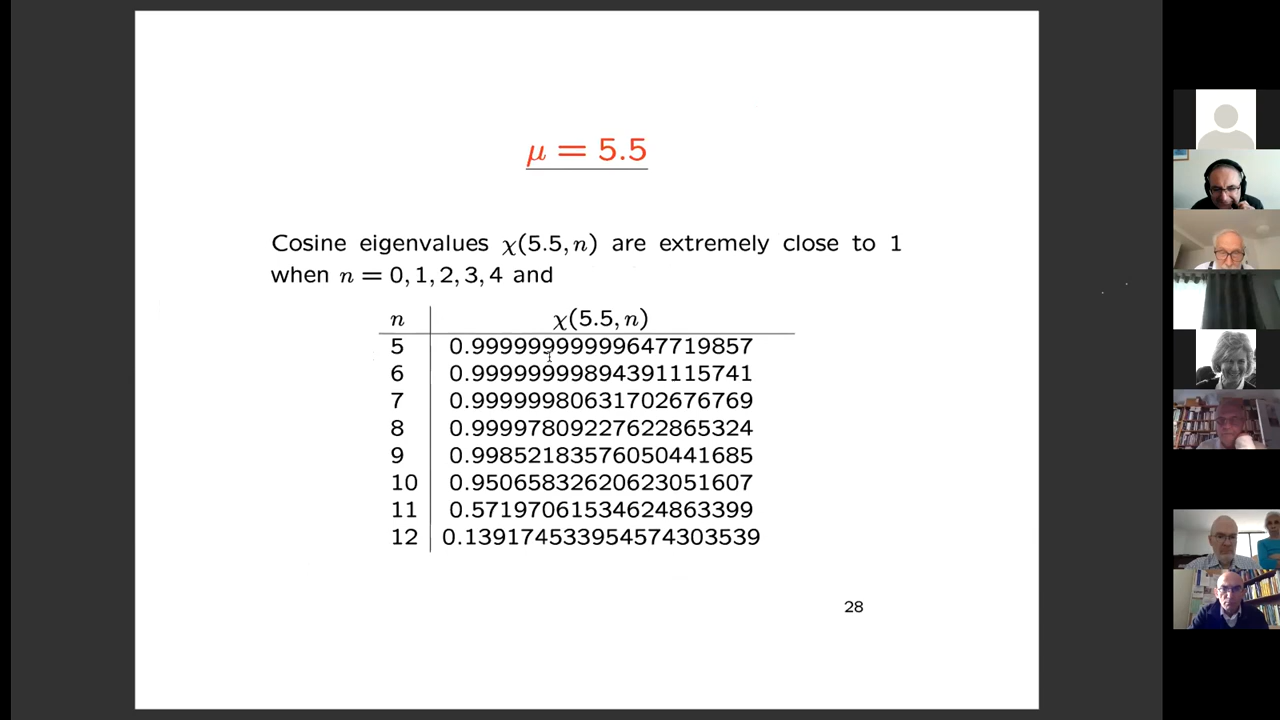 μ = 5.5
Cosine eigenvalues χ(5.5, n) are extremely close to 1
when n = 0, 1, 2, 3, 4 and
n χ(5.5, n)
5 0.99999999999647719857
6 0.99999999894391115741
7 0.99999980631702676769
8 0.99997809227622865324
9 0.99852183576050441685
10 0.95065832620623051607
11 0.57197061534624863399
12 0.139174533954574303539
28